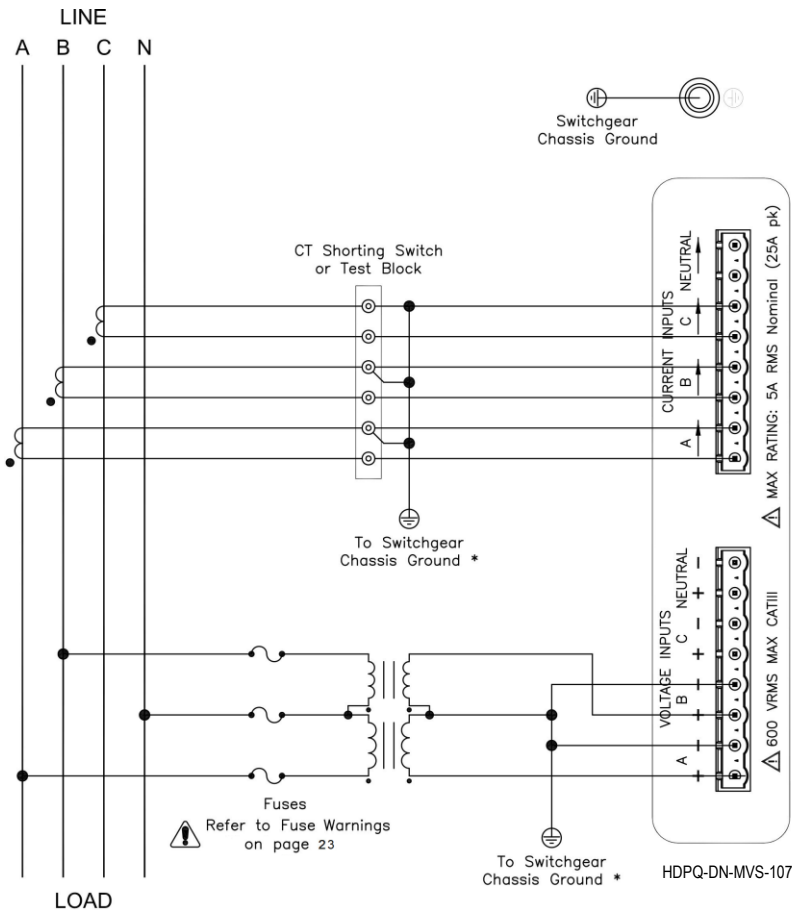 LINE
A B C N
Switchgear
Chassis Ground
CT Shorting Switch
or Test Block
To Switchgear
Chassis Ground *
CURRENT INPUTS
NEUTRAL
C
B
A
MAX RATING: 5A RMS Nominal (25A pk)
VOLTAGE INPUTS
NEUTRAL
C
B
A
- + - + - + - +
600 VRMS MAX CATIII
Fuses
Refer to Fuse Warnings
on page 23
To Switchgear
Chassis Ground *
HDPQ-DN-MVS-107
LOAD